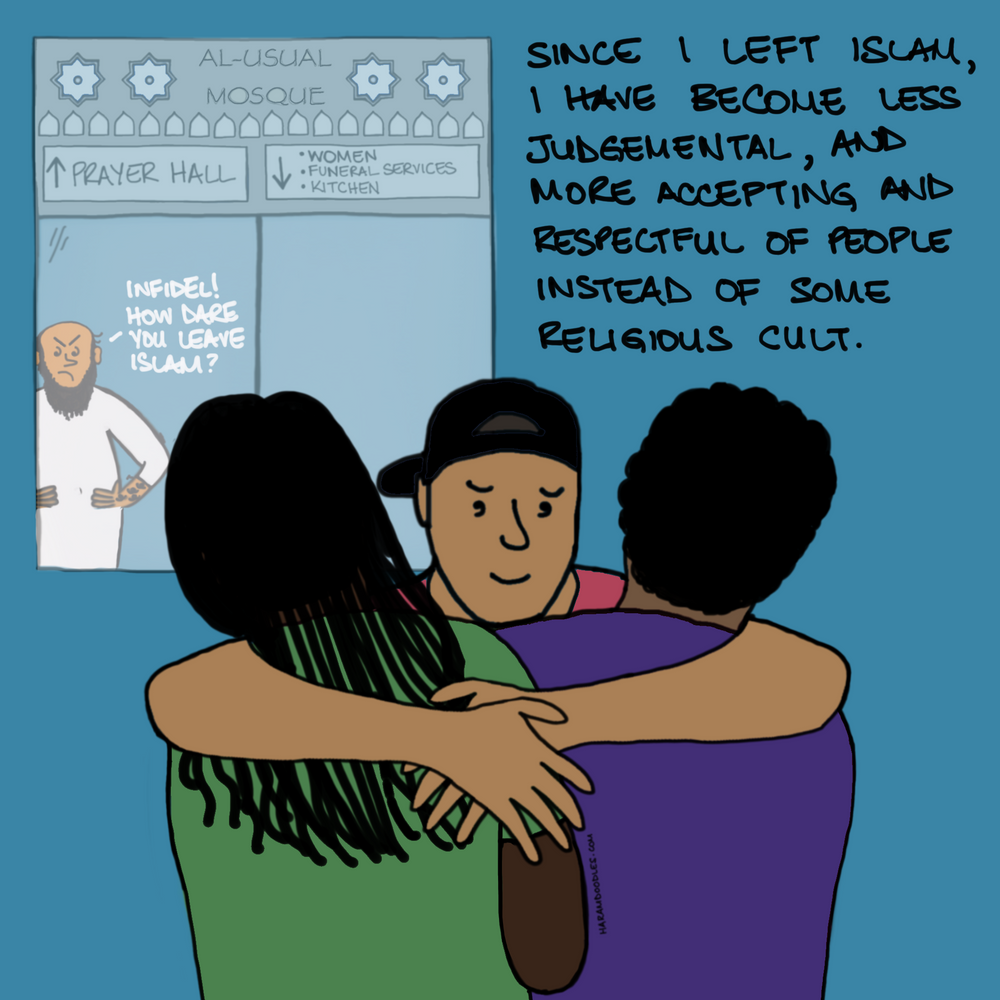 AL-USUAL
MOSQUE
↑ PRAYER HALL
↓ • WOMEN
• FUNERAL SERVICES
• KITCHEN
INFIDEL!
HOW DARE
YOU LEAVE
ISLAM?
SINCE I LEFT ISLAM,
I HAVE BECOME LESS
JUDGEMENTAL, AND
MORE ACCEPTING AND
RESPECTFUL OF PEOPLE
INSTEAD OF SOME
RELIGIOUS CULT.
HARAMDOODLES.COM